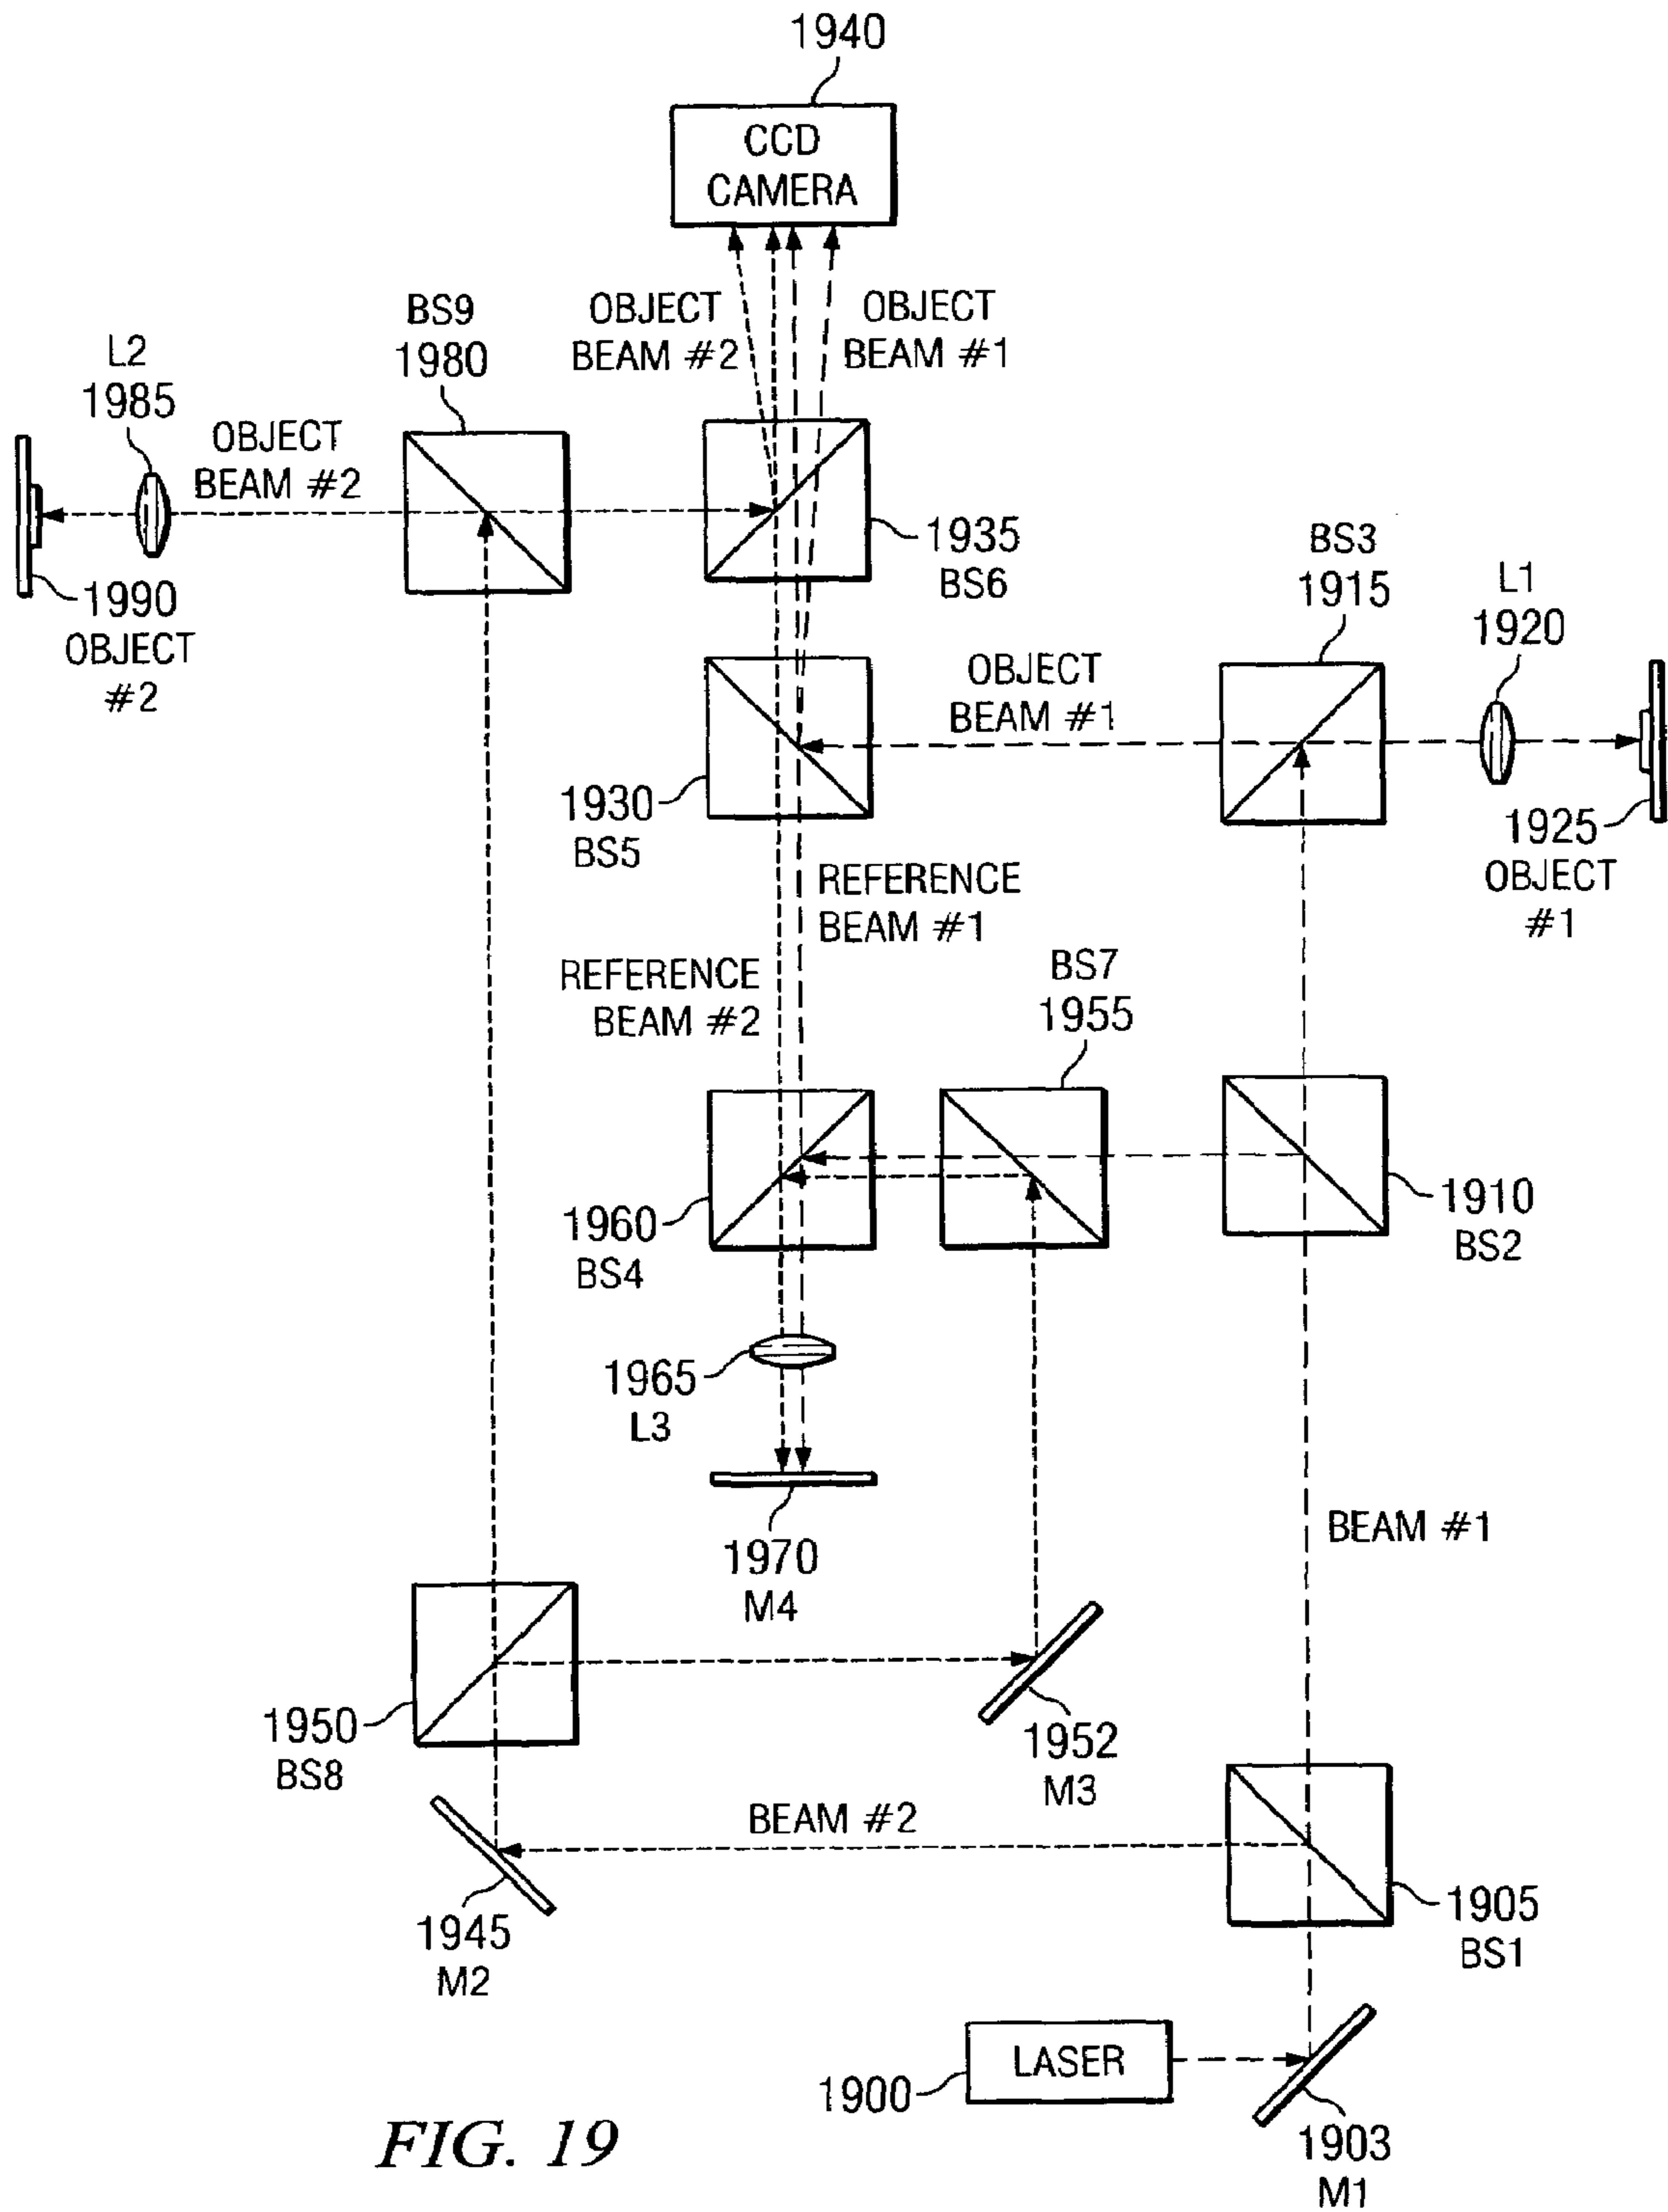 1940
CCD
CAMERA
OBJECT
BEAM #2
OBJECT
BEAM #1
BS9
1980
L2
1985
OBJECT
BEAM #2
1990
OBJECT
#2
1935
BS6
BS3
1915
L1
1920
OBJECT
BEAM #1
1930
BS5
1925
OBJECT
#1
REFERENCE
BEAM #1
REFERENCE
BEAM #2
BS7
1955
1960
BS4
1910
BS2
1965
L3
1970
M4
BEAM #1
1950
BS8
1952
M3
BEAM #2
1945
M2
1905
BS1
LASER
1900
1903
M1
FIG. 19